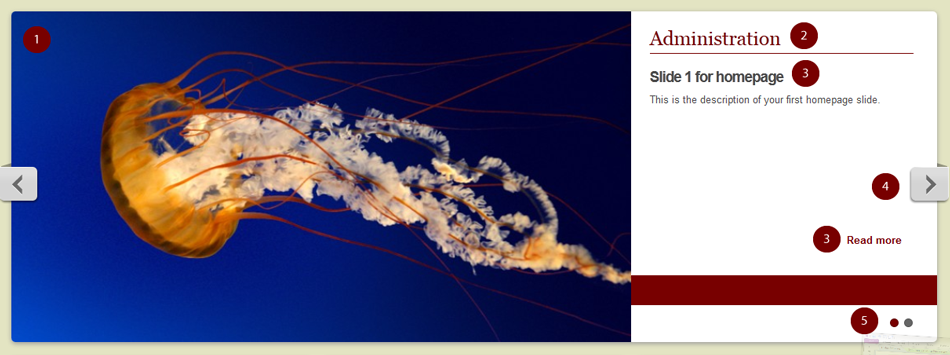 1
Administration 2
Slide 1 for homepage 3
This is the description of your first homepage slide.
4
3 Read more
5